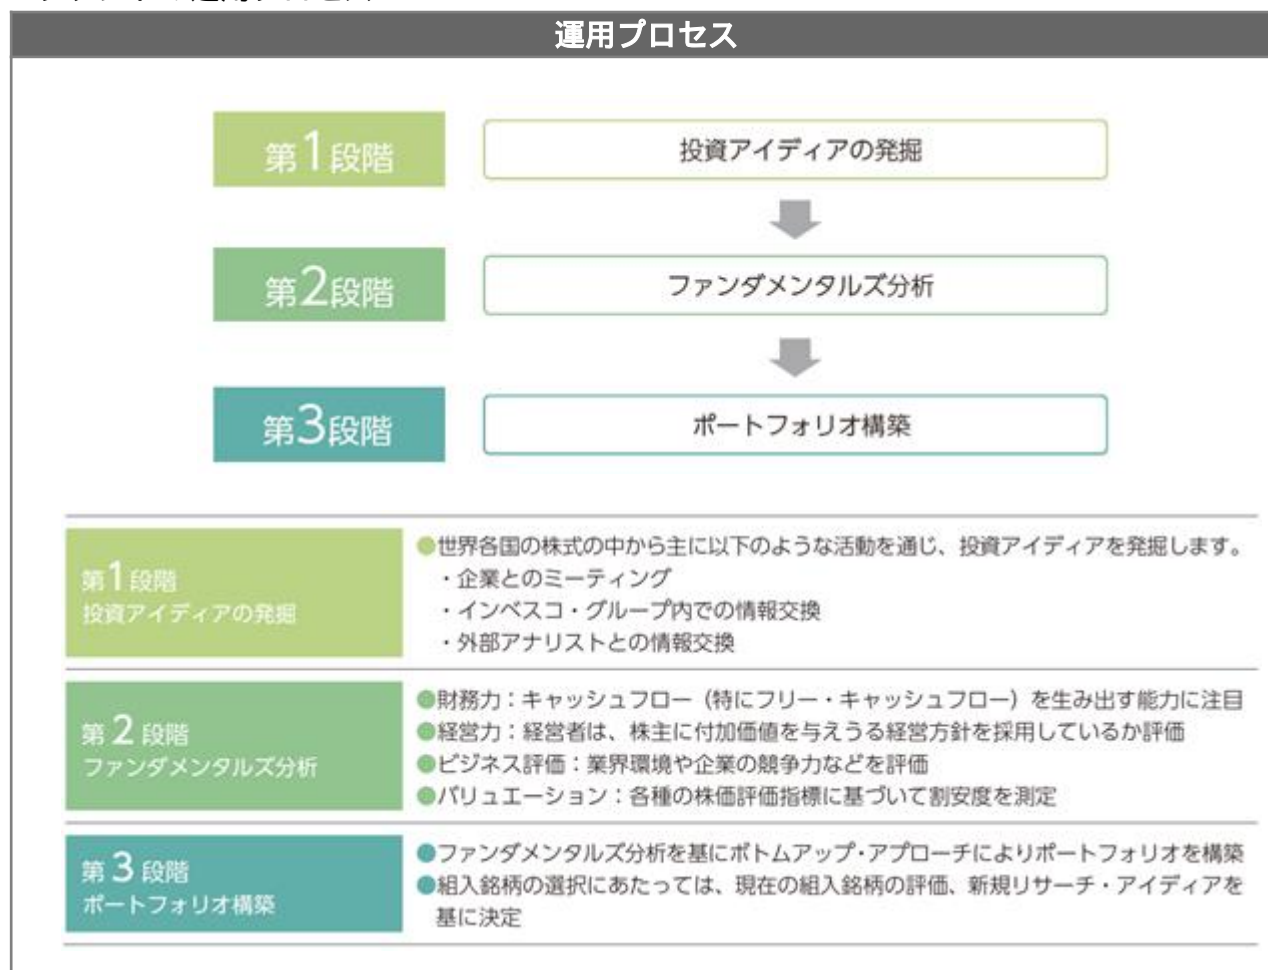 運用プロセス
第1段階
投資アイディアの発掘
第2段階
ファンダメンタルズ分析
第3段階
ポートフォリオ構築
第1段階
投資アイディアの発掘
●世界各国の株式の中から主に以下のような活動を通じ、投資アイディアを発掘します。
・企業とのミーティング
・インベスコ・グループ内での情報交換
・外部アナリストとの情報交換
第2段階
ファンダメンタルズ分析
●財務力：キャッシュフロー（特にフリー・キャッシュフロー）を生み出す能力に注目
●経営力：経営者は、株主に付加価値を与えうる経営方針を採用しているか評価
●ビジネス評価：業界環境や企業の競争力などを評価
●バリュエーション：各種の株価評価指標に基づいて割安度を測定
第3段階
ポートフォリオ構築
●ファンダメンタルズ分析を基にボトムアップ・アプローチによりポートフォリオを構築
●組入銘柄の選択にあたっては、現在の組入銘柄の評価、新規リサーチ・アイディアを
基に決定